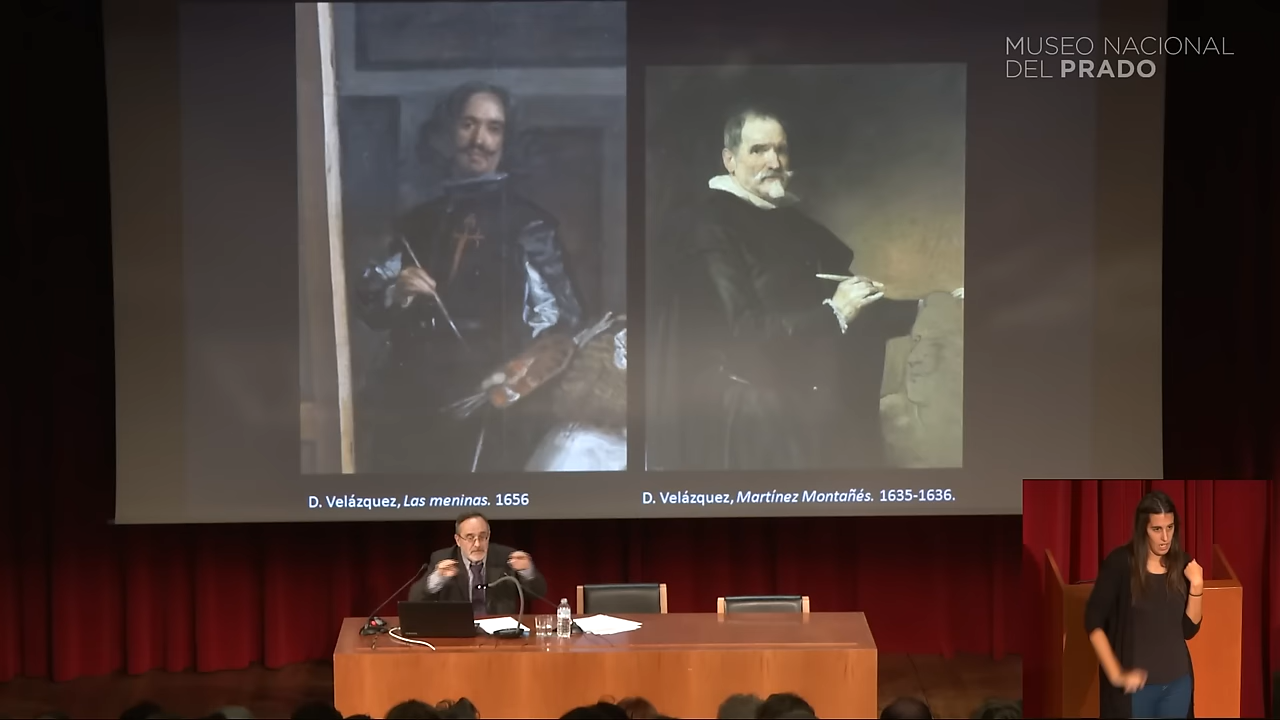 MUSEO NACIONAL
DEL PRADO
D. Velázquez, Las meninas. 1656
D. Velázquez, Martínez Montañés. 1635-1636.